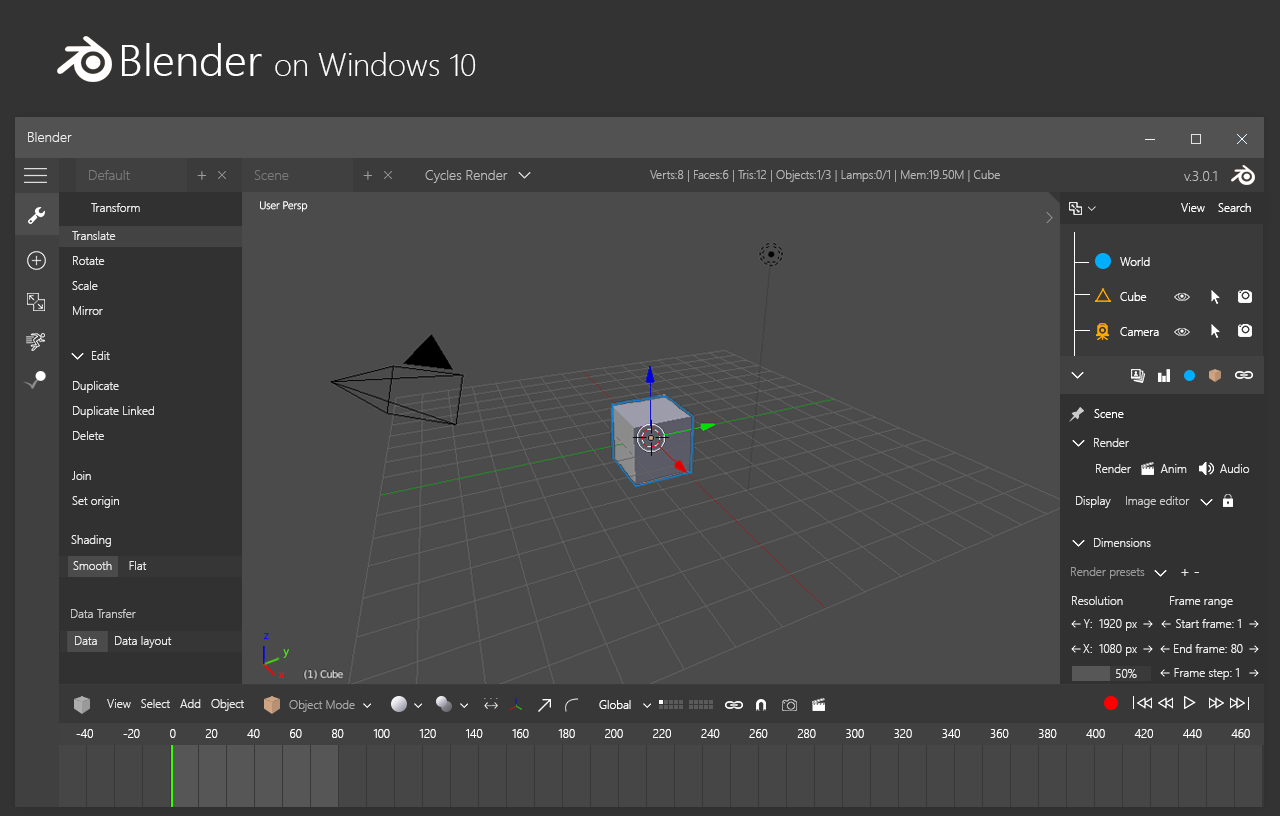 Blender on Windows 10
Blender
Default + ×
Scene + ×
Cycles Render
Verts:8 | Faces:6 | Tris:12 | Objects:1/3 | Lamps:0/1 | Mem:19.50M | Cube
v.3.0.1
Transform
Translate
Rotate
Scale
Mirror
Edit
Duplicate
Duplicate Linked
Delete
Join
Set origin
Shading
Smooth Flat
Data Transfer
Data Data layout
User Persp
z
y
x
(1) Cube
View Search
World
Cube
Camera
Scene
Render
Render Anim Audio
Display Image editor
Dimensions
Render presets + -
Resolution Frame range
← Y: 1920 px → ← Start frame: 1 →
← X: 1080 px → ← End frame: 80 →
50% ← Frame step: 1 →
View Select Add Object Object Mode Global
-40 -20 0 20 40 60 80 100 120 140 160 180 200 220 240 260 280 300 320 340 360 380 400 420 440 460